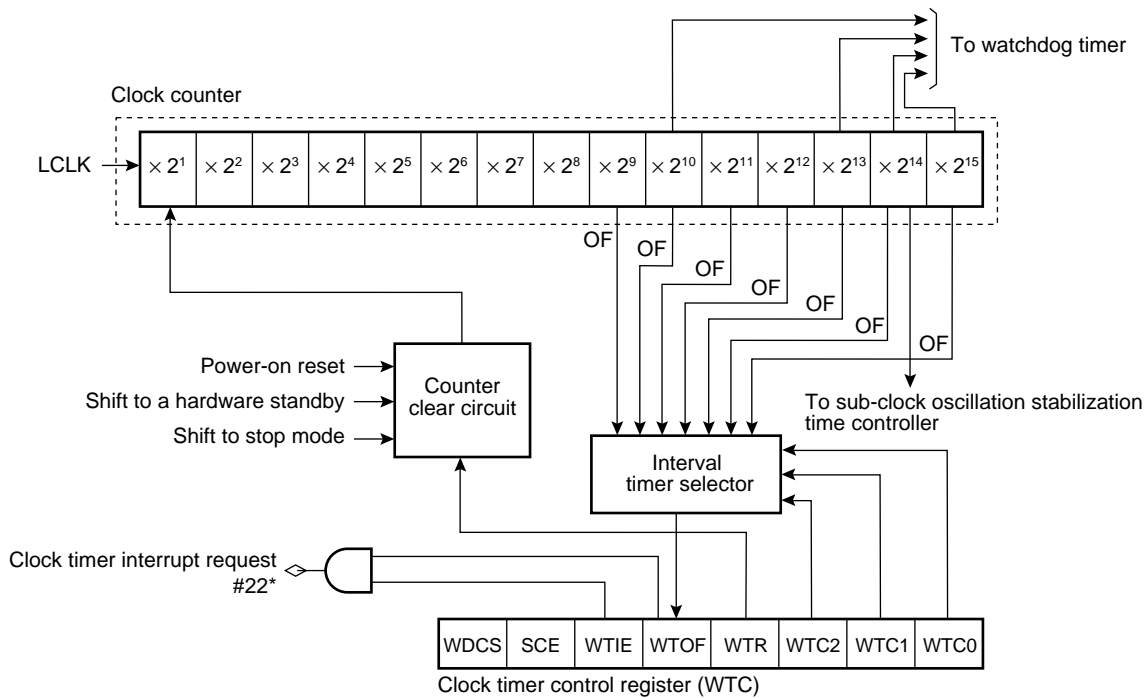 To watchdog timer
Clock counter
LCLK
× 2¹ × 2² × 2³ × 2⁴ × 2⁵ × 2⁶ × 2⁷ × 2⁸ × 2⁹ × 2¹⁰ × 2¹¹ × 2¹² × 2¹³ × 2¹⁴ × 2¹⁵
OF
OF
OF
OF
OF
OF
OF
Power-on reset
Shift to a hardware standby
Shift to stop mode
Counter
clear circuit
To sub-clock oscillation stabilization
time controller
Interval
timer selector
Clock timer interrupt request
#22*
WDCS SCE WTIE WTOF WTR WTC2 WTC1 WTC0
Clock timer control register (WTC)